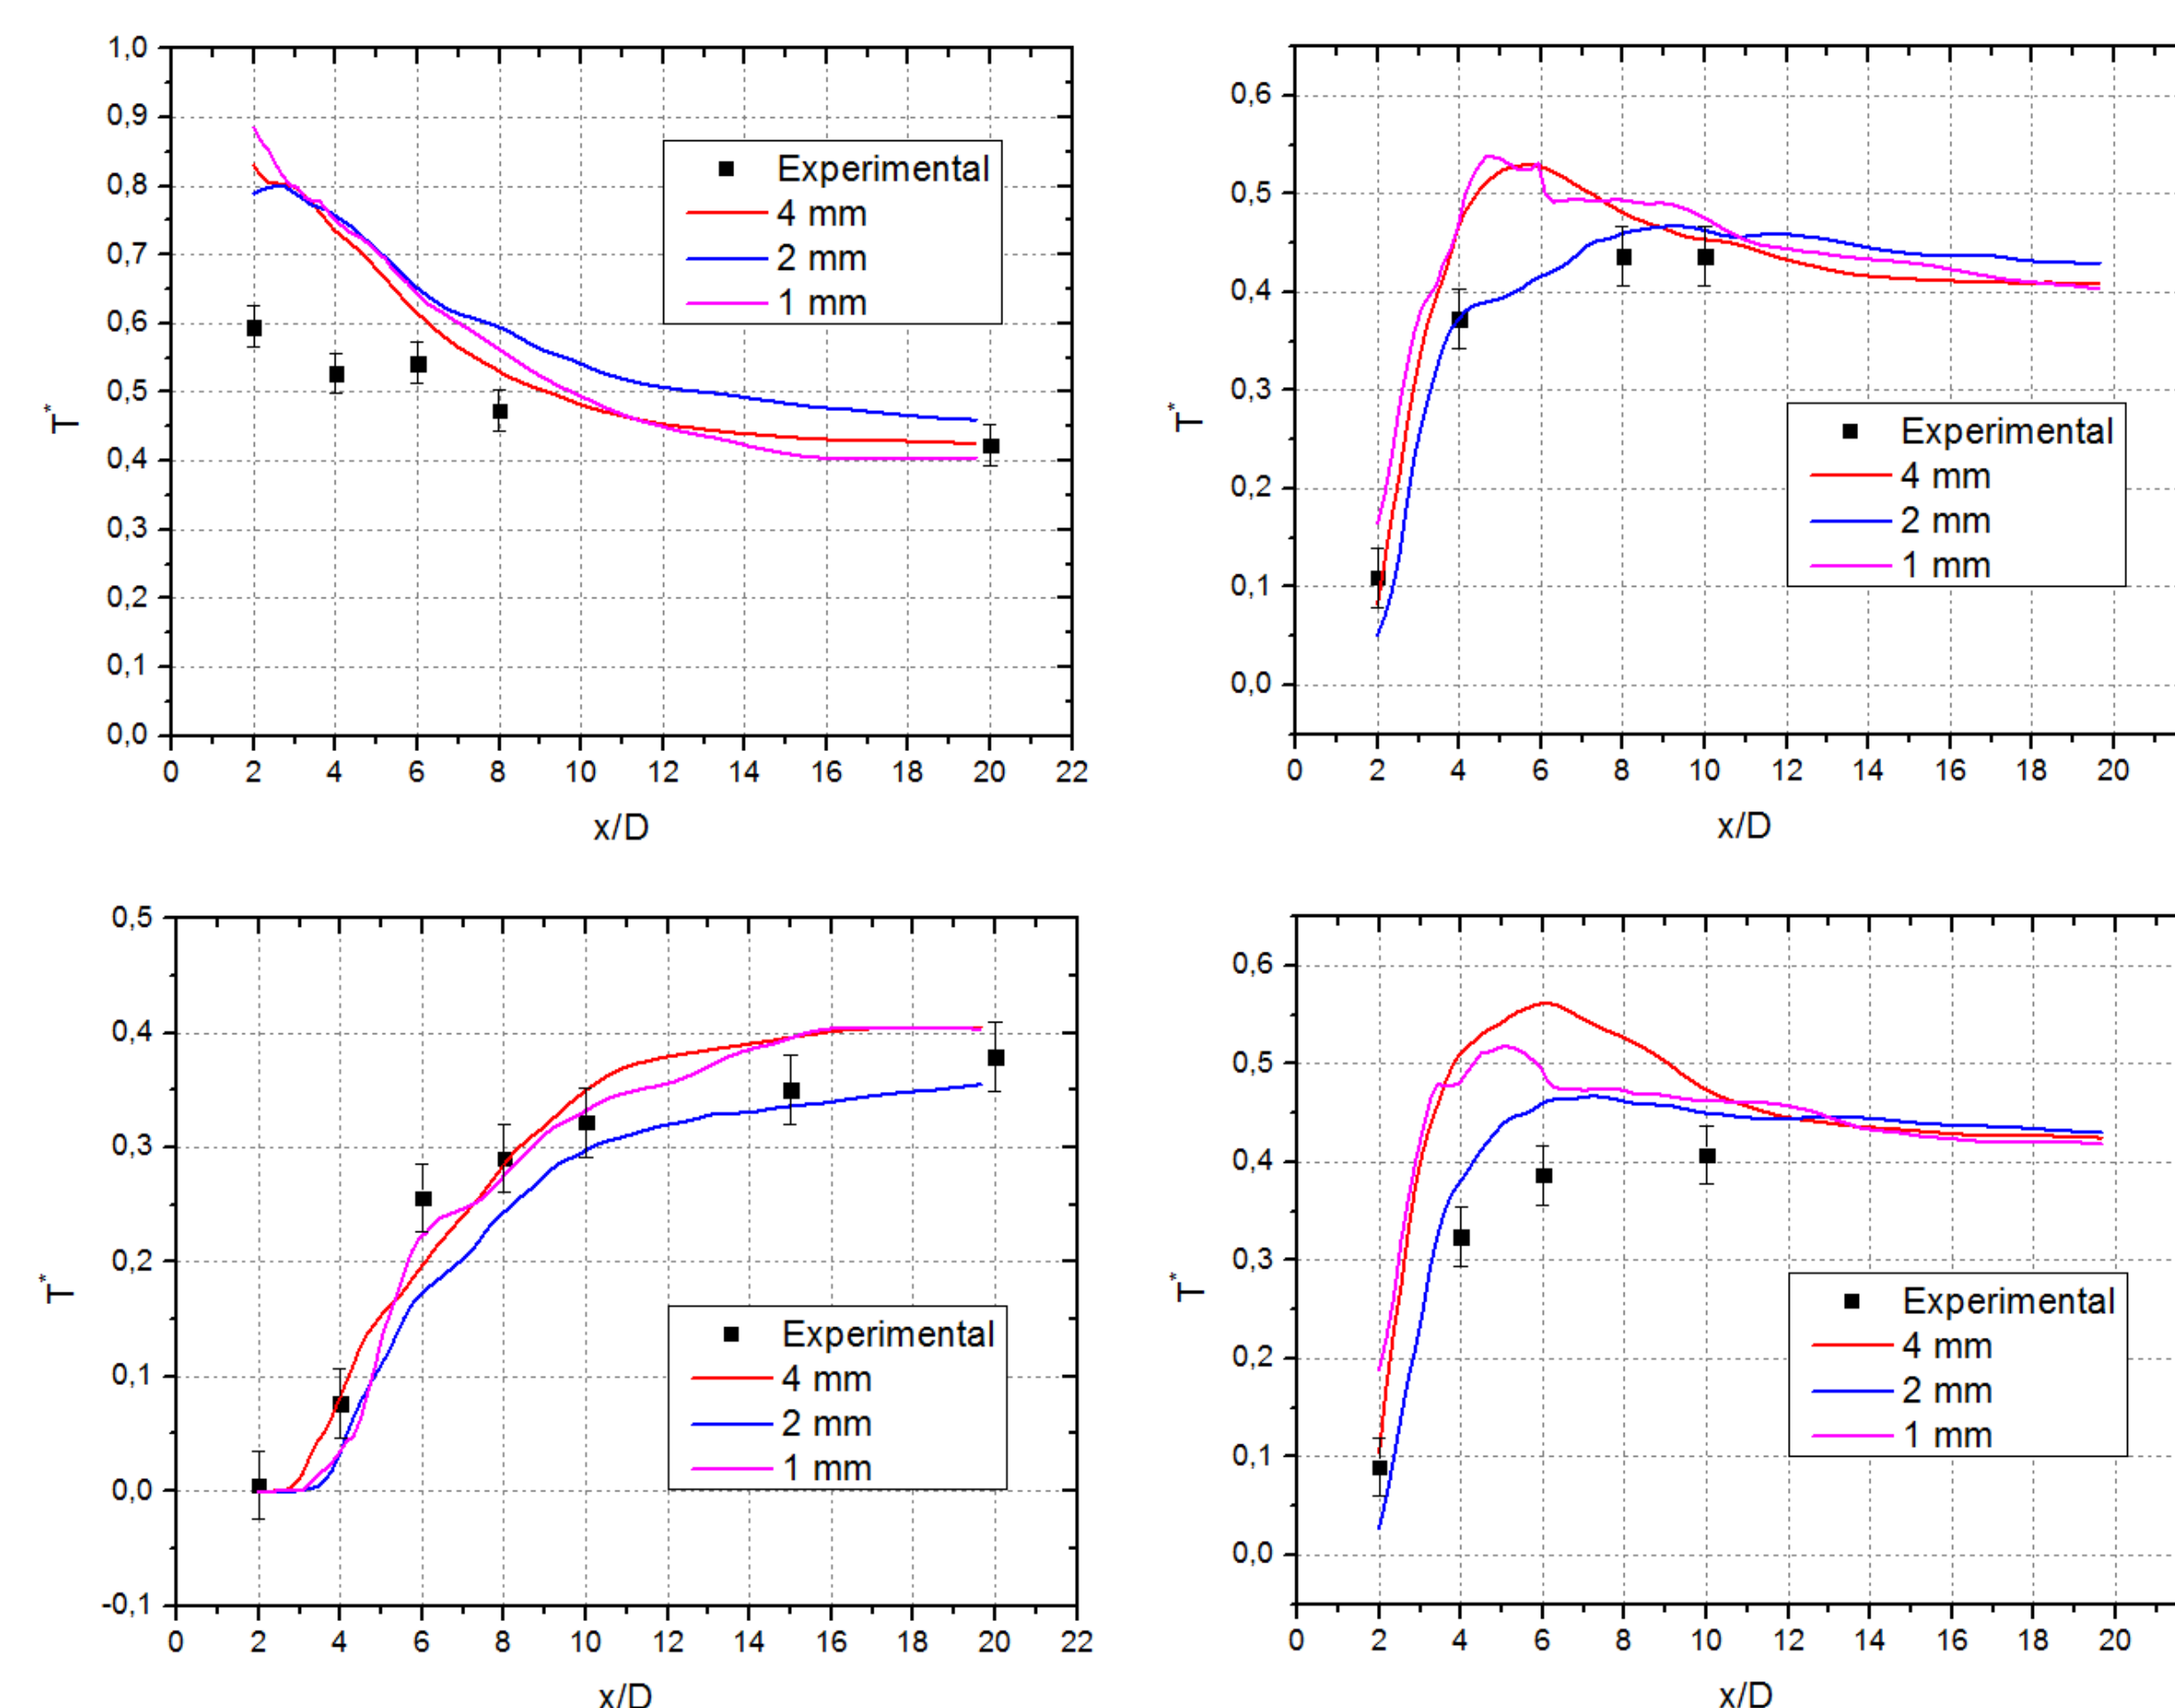 1,0
0,9
0,8
0,7
0,6
0,5
0,4
0,3
0,2
0,1
0,0
T*
Experimental
4 mm
2 mm
1 mm
0 2 4 6 8 10 12 14 16 18 20 22
x/D
0,6
0,5
0,4
0,3
0,2
0,1
0,0
T*
Experimental
4 mm
2 mm
1 mm
0 2 4 6 8 10 12 14 16 18 20
x/D
0,5
0,4
0,3
0,2
0,1
0,0
-0,1
T*
Experimental
4 mm
2 mm
1 mm
0 2 4 6 8 10 12 14 16 18 20 22
x/D
0,6
0,5
0,4
0,3
0,2
0,1
0,0
T*
Experimental
4 mm
2 mm
1 mm
0 2 4 6 8 10 12 14 16 18 20
x/D